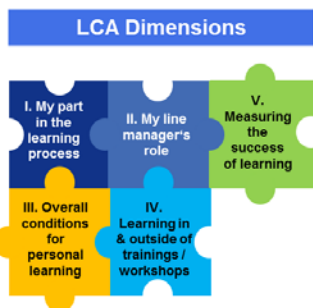 LCA Dimensions
I. My part
in the
learning
process
II. My line
manager's
role
V.
Measuring
the
success
of learning
III. Overall
conditions
for
personal
learning
IV.
Learning in
& outside of
trainings /
workshops